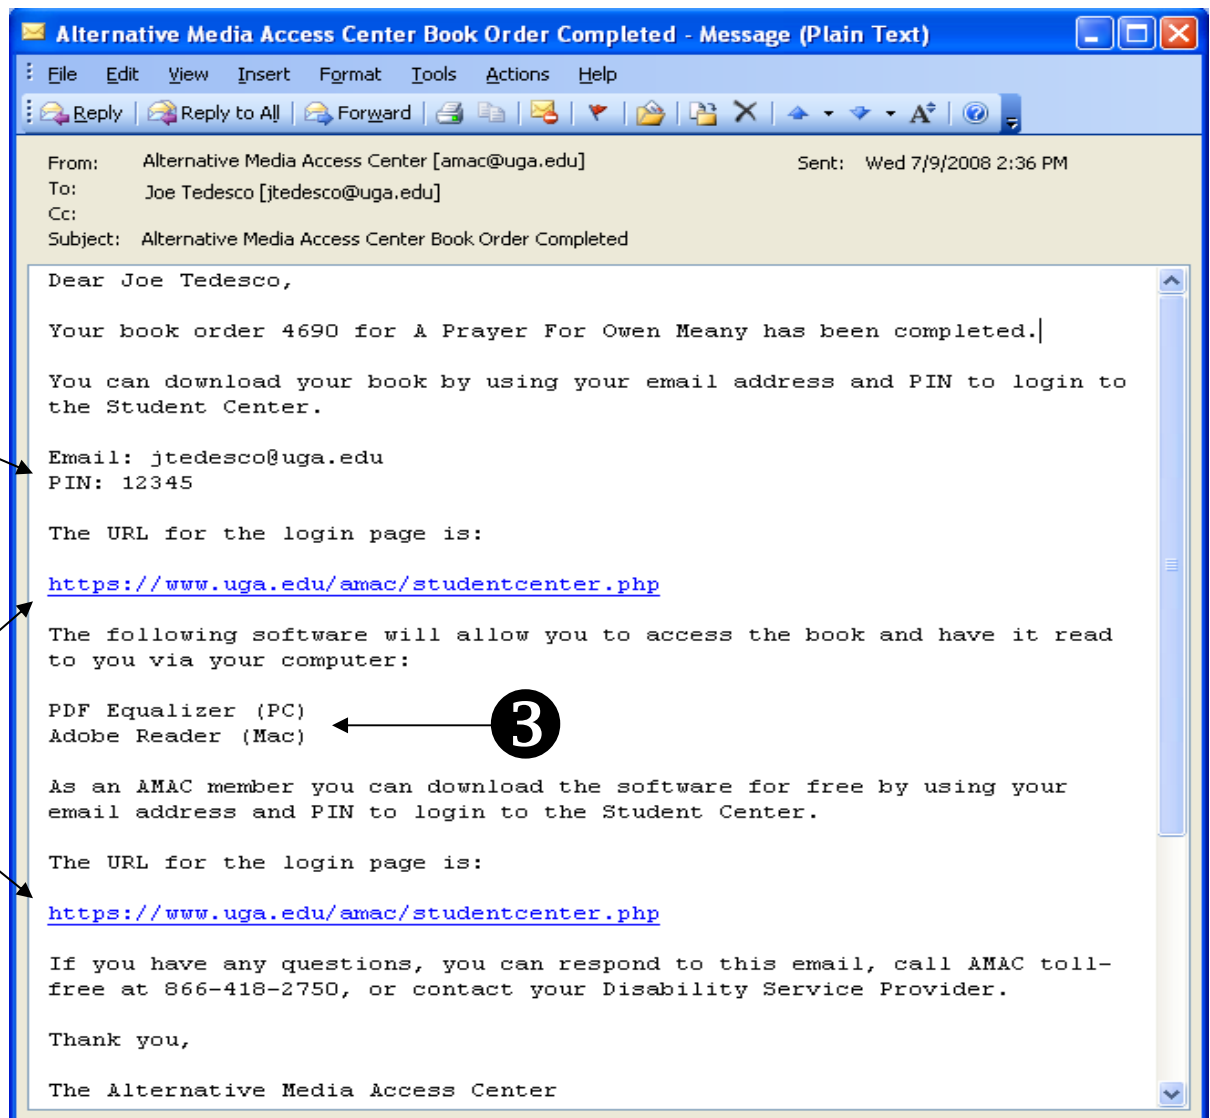 Alternative Media Access Center Book Order Completed - Message (Plain Text)
File Edit View Insert Format Tools Actions Help
Reply Reply to All Forward
From: Alternative Media Access Center [amac@uga.edu] Sent: Wed 7/9/2008 2:36 PM
To: Joe Tedesco [jtedesco@uga.edu]
Cc:
Subject: Alternative Media Access Center Book Order Completed
Dear Joe Tedesco,
Your book order 4690 for A Prayer For Owen Meany has been completed.
You can download your book by using your email address and PIN to login to
the Student Center.
Email: jtedesco@uga.edu
PIN: 12345
The URL for the login page is:
https://www.uga.edu/amac/studentcenter.php
The following software will allow you to access the book and have it read
to you via your computer:
PDF Equalizer (PC)
3
Adobe Reader (Mac)
As an AMAC member you can download the software for free by using your
email address and PIN to login to the Student Center.
The URL for the login page is:
https://www.uga.edu/amac/studentcenter.php
If you have any questions, you can respond to this email, call AMAC toll-
free at 866-418-2750, or contact your Disability Service Provider.
Thank you,
The Alternative Media Access Center